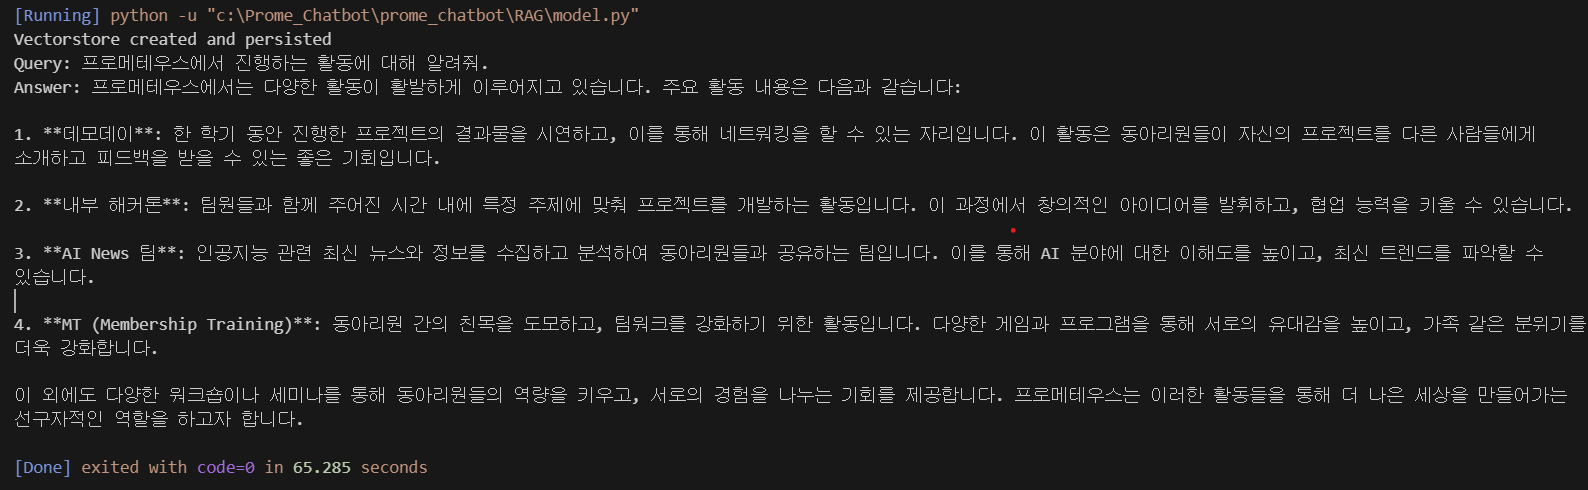 [Running] python -u "c:\Prome_Chatbot\prome_chatbot\RAG\model.py"
Vectorstore created and persisted
Query: 프로메테우스에서 진행하는 활동에 대해 알려줘.
Answer: 프로메테우스에서는 다양한 활동이 활발하게 이루어지고 있습니다. 주요 활동 내용은 다음과 같습니다:
1. **데모데이**: 한 학기 동안 진행한 프로젝트의 결과물을 시연하고, 이를 통해 네트워킹을 할 수 있는 자리입니다. 이 활동은 동아리원들이 자신의 프로젝트를 다른 사람들에게
소개하고 피드백을 받을 수 있는 좋은 기회입니다.
2. **내부 해커톤**: 팀원들과 함께 주어진 시간 내에 특정 주제에 맞춰 프로젝트를 개발하는 활동입니다. 이 과정에서 창의적인 아이디어를 발휘하고, 협업 능력을 키울 수 있습니다.
3. **AI News 팀**: 인공지능 관련 최신 뉴스와 정보를 수집하고 분석하여 동아리원들과 공유하는 팀입니다. 이를 통해 AI 분야에 대한 이해도를 높이고, 최신 트렌드를 파악할 수
있습니다.
4. **MT (Membership Training)**: 동아리원 간의 친목을 도모하고, 팀워크를 강화하기 위한 활동입니다. 다양한 게임과 프로그램을 통해 서로의 유대감을 높이고, 가족 같은 분위기를
더욱 강화합니다.
이 외에도 다양한 워크숍이나 세미나를 통해 동아리원들의 역량을 키우고, 서로의 경험을 나누는 기회를 제공합니다. 프로메테우스는 이러한 활동들을 통해 더 나은 세상을 만들어가는
선구자적인 역할을 하고자 합니다.
[Done] exited with code=0 in 65.285 seconds